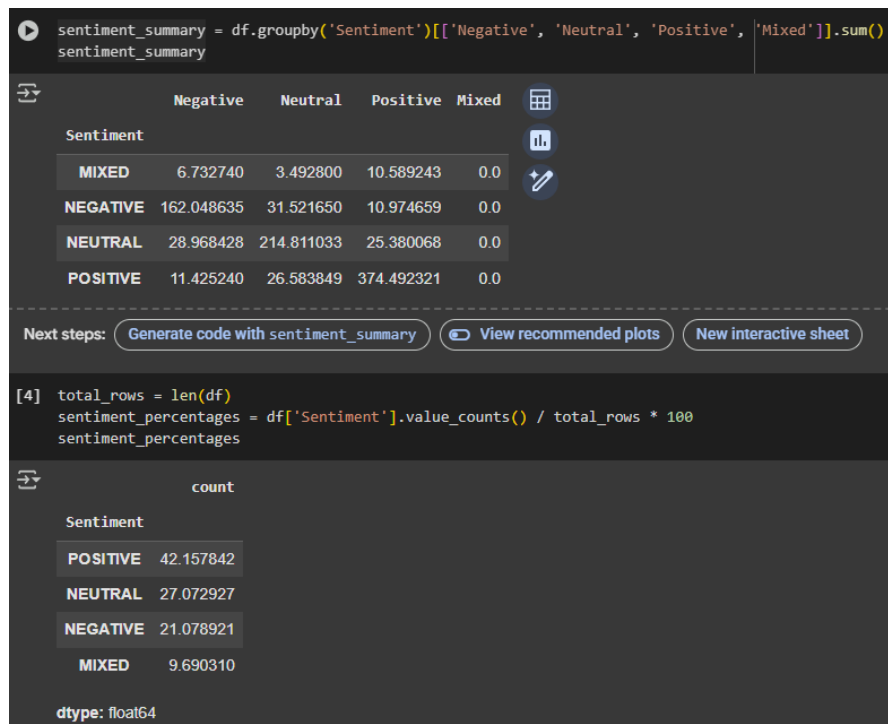 sentiment_summary = df.groupby('Sentiment')[['Negative', 'Neutral', 'Positive', 'Mixed']].sum()
sentiment_summary
Negative Neutral Positive Mixed
Sentiment
MIXED 6.732740 3.492800 10.589243 0.0
NEGATIVE 162.048635 31.521650 10.974659 0.0
NEUTRAL 28.968428 214.811033 25.380068 0.0
POSITIVE 11.425240 26.583849 374.492321 0.0
Next steps: Generate code with sentiment_summary View recommended plots New interactive sheet
[4] total_rows = len(df)
sentiment_percentages = df['Sentiment'].value_counts() / total_rows * 100
sentiment_percentages
count
Sentiment
POSITIVE 42.157842
NEUTRAL 27.072927
NEGATIVE 21.078921
MIXED 9.690310
dtype: float64